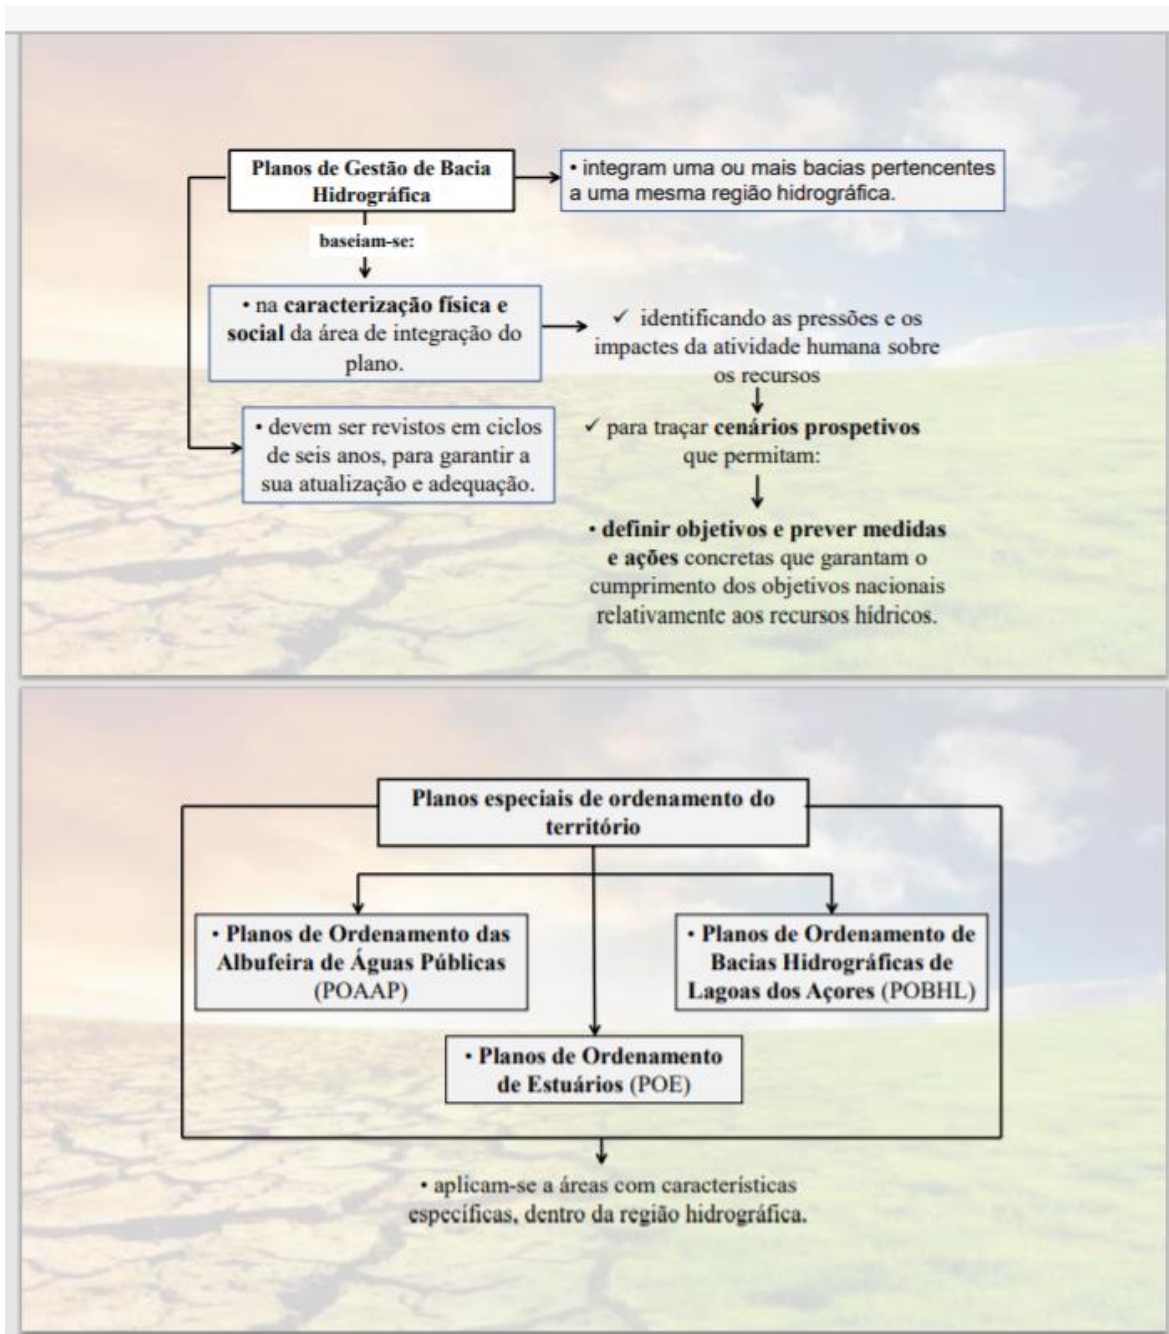 Planos de Gestão de Bacia
Hidrográfica
• integram uma ou mais bacias pertencentes
a uma mesma região hidrográfica.
baseiam-se:
• na caracterização física e
social da área de integração do
plano.
✓ identificando as pressões e os
impactes da atividade humana sobre
os recursos
• devem ser revistos em ciclos
de seis anos, para garantir a
sua atualização e adequação.
✓ para traçar cenários prospetivos
que permitam:
• definir objetivos e prever medidas
e ações concretas que garantam o
cumprimento dos objetivos nacionais
relativamente aos recursos hídricos.
Planos especiais de ordenamento do
território
• Planos de Ordenamento das
Albufeira de Águas Públicas
(POAAP)
• Planos de Ordenamento de
Bacias Hidrográficas de
Lagoas dos Açores (POBHL)
• Planos de Ordenamento
de Estuários (POE)
• aplicam-se a áreas com características
específicas, dentro da região hidrográfica.